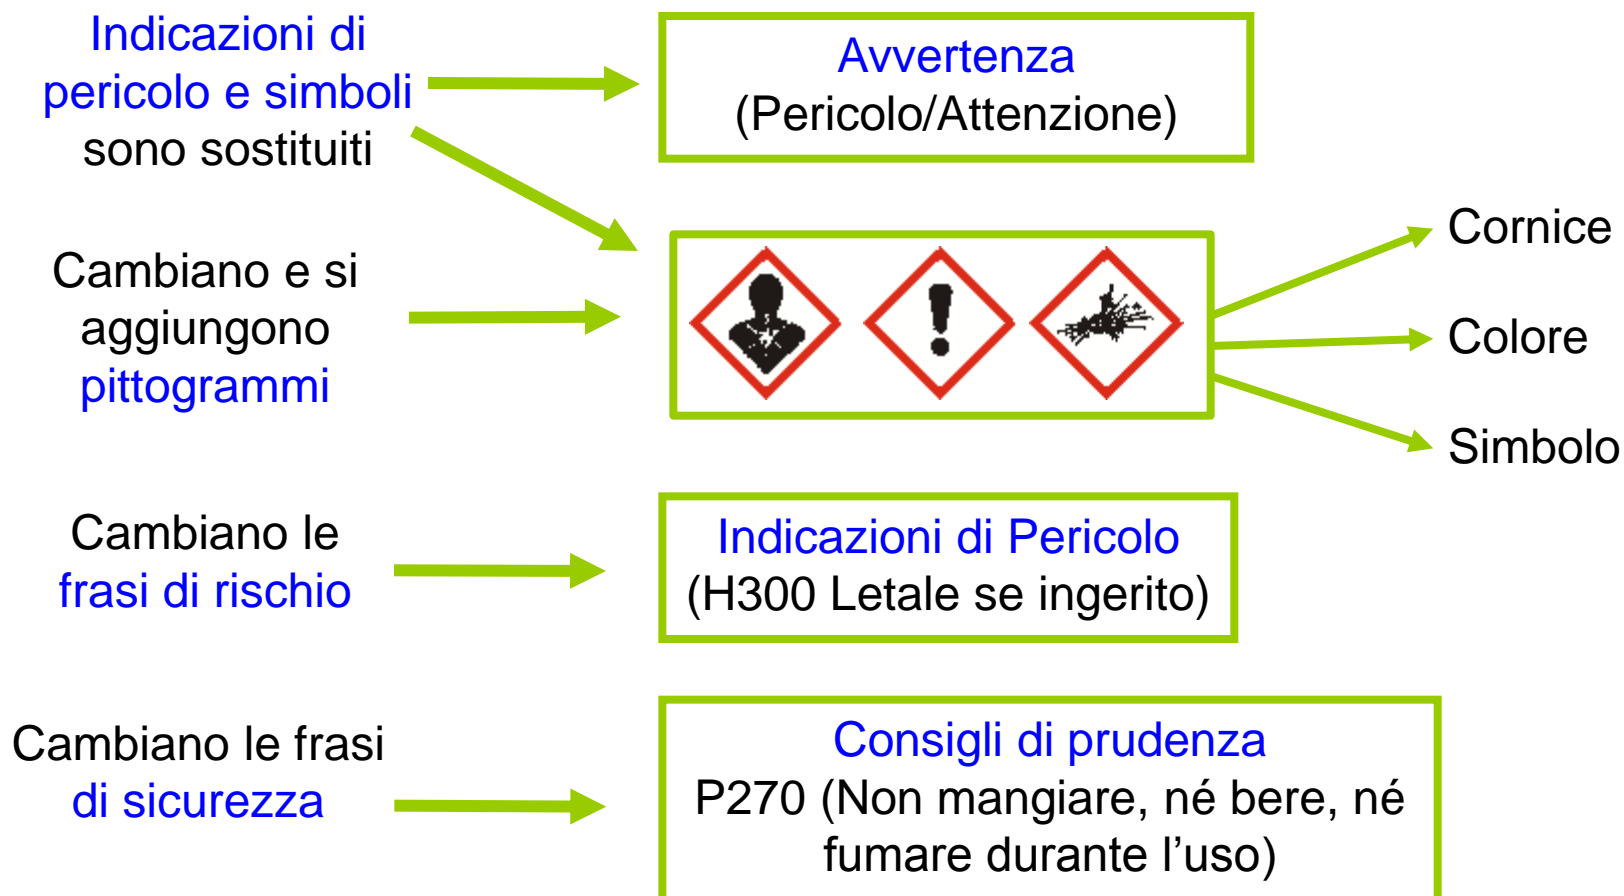 Indicazioni di
pericolo e simboli
sono sostituiti
Avvertenza
(Pericolo/Attenzione)
Cambiano e si
aggiungono
pittogrammi
Cornice
Colore
Simbolo
Cambiano le
frasi di rischio
Indicazioni di Pericolo
(H300 Letale se ingerito)
Cambiano le frasi
di sicurezza
Consigli di prudenza
P270 (Non mangiare, né bere, né
fumare durante l’uso)